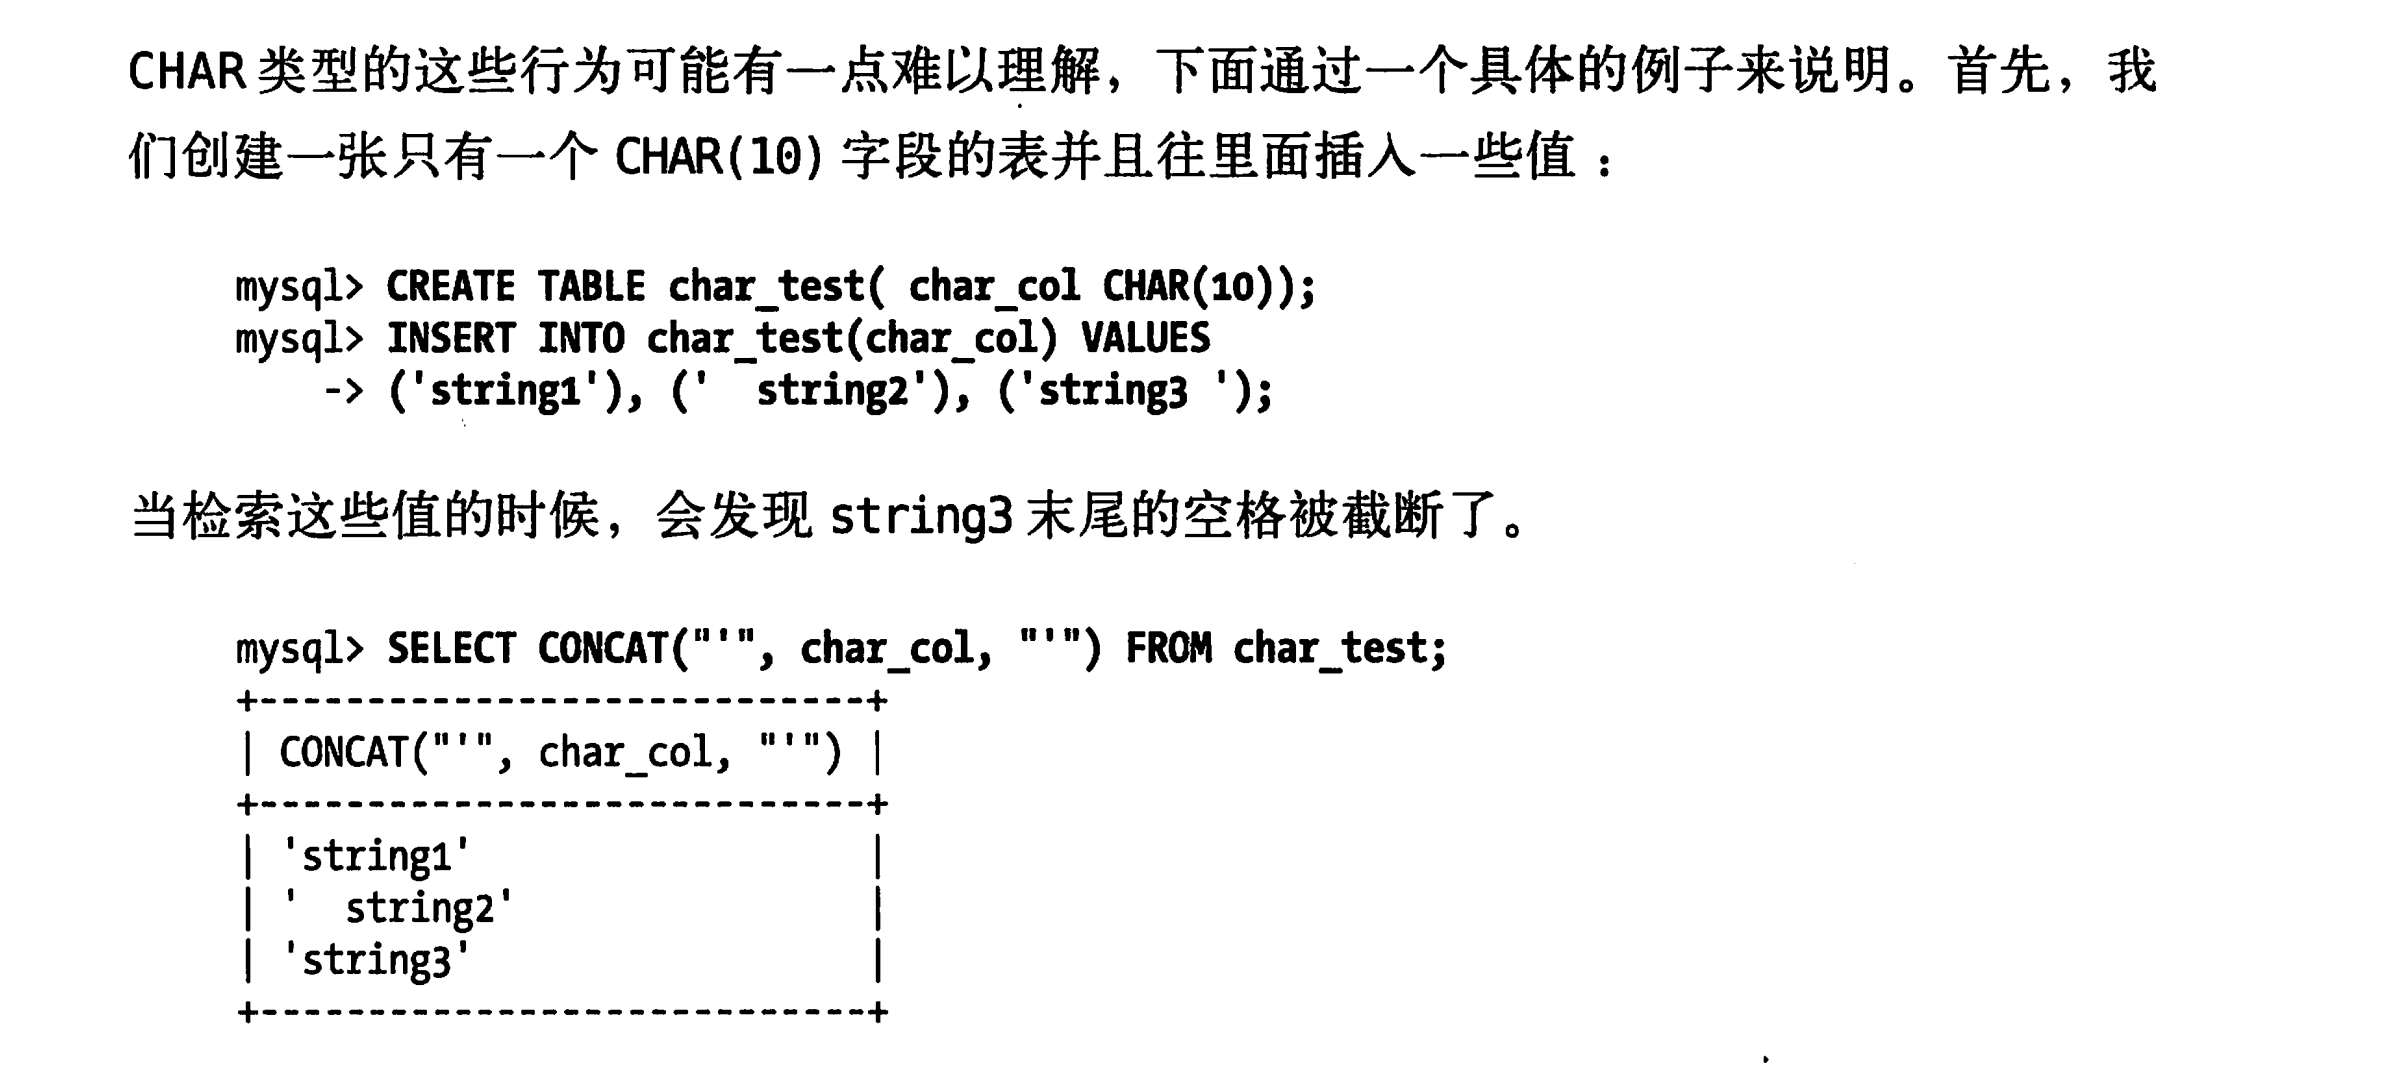 CHAR 类型的这些行为可能有一点难以理解，下面通过一个具体的例子来说明。首先，我
们创建一张只有一个 CHAR(10) 字段的表并且往里面插入一些值：
mysql> CREATE TABLE char_test( char_col CHAR(10));
mysql> INSERT INTO char_test(char_col) VALUES
    -> ('string1'), ('  string2'), ('string3 ');
当检索这些值的时候，会发现 string3 末尾的空格被截断了。
mysql> SELECT CONCAT("'", char_col, "'") FROM char_test;
+----------------------------+
| CONCAT("'", char_col, "'") |
+----------------------------+
| 'string1'                  |
| '  string2'                |
| 'string3'                  |
+----------------------------+